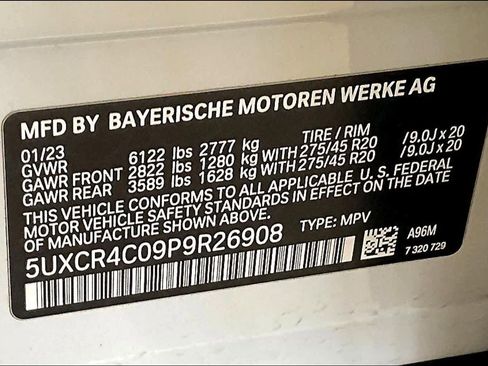 MFD BY BAYERISCHE MOTOREN WERKE AG
01/23 TIRE / RIM
GVWR 6122 lbs 2777 kg
GAWR FRONT 2822 lbs 1280 kg WITH 275/45 R20 /9.0J x 20
GAWR REAR 3589 lbs 1628 kg WITH 275/45 R20 /9.0J x 20
THIS VEHICLE CONFORMS TO ALL APPLICABLE U. S. FEDERAL
MOTOR VEHICLE SAFETY STANDARDS IN EFFECT ON THE DATE
OF MANUFACTURE SHOWN ABOVE.
5UXCR4C09P9R26908 TYPE: MPV
A96M
7 320 729